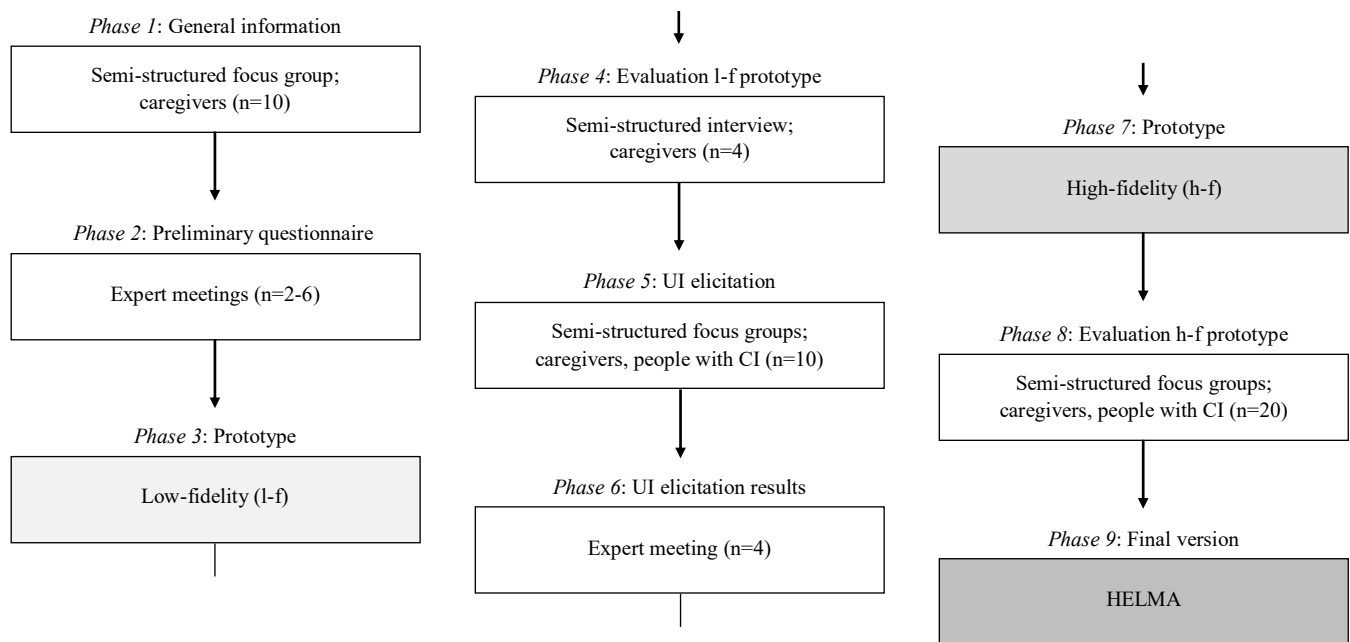 Phase 1: General information
Semi-structured focus group;
caregivers (n=10)
Phase 2: Preliminary questionnaire
Expert meetings (n=2-6)
Phase 3: Prototype
Low-fidelity (l-f)
Phase 4: Evaluation l-f prototype
Semi-structured interview;
caregivers (n=4)
Phase 5: UI elicitation
Semi-structured focus groups;
caregivers, people with CI (n=10)
Phase 6: UI elicitation results
Expert meeting (n=4)
Phase 7: Prototype
High-fidelity (h-f)
Phase 8: Evaluation h-f prototype
Semi-structured focus groups;
caregivers, people with CI (n=20)
Phase 9: Final version
HELMA